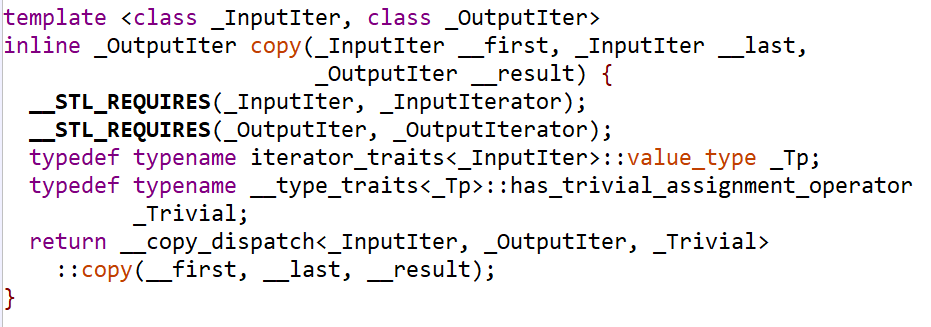 template <class _InputIter, class _OutputIter>
inline _OutputIter copy(_InputIter __first, _InputIter __last,
                        _OutputIter __result) {
  __STL_REQUIRES(_InputIter, _InputIterator);
  __STL_REQUIRES(_OutputIter, _OutputIterator);
  typedef typename iterator_traits<_InputIter>::value_type _Tp;
  typedef typename __type_traits<_Tp>::has_trivial_assignment_operator
          _Trivial;
  return __copy_dispatch<_InputIter, _OutputIter, _Trivial>
    ::copy(__first, __last, __result);
}